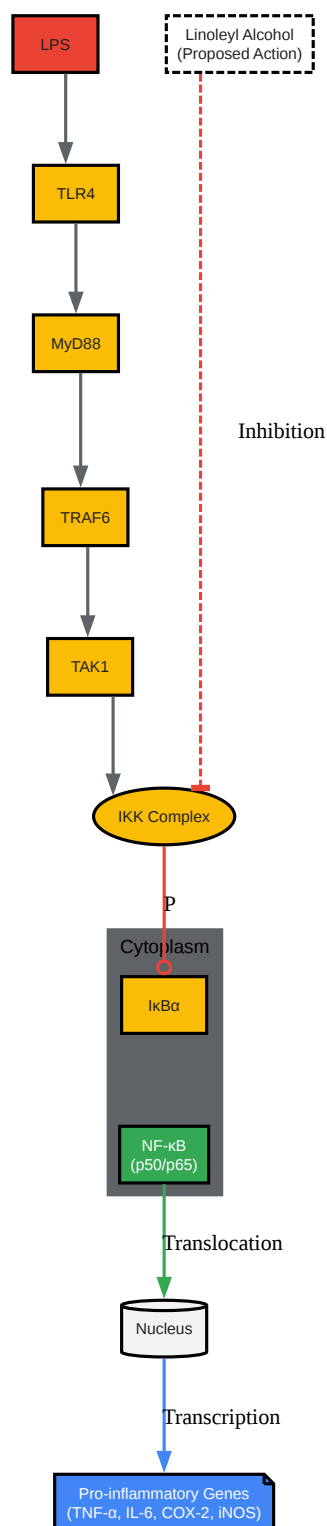 LPS
Linoleyl Alcohol
(Proposed Action)
TLR4
MyD88
Inhibition
TRAF6
TAK1
IKK Complex
P
Cytoplasm
IκBα
NF-κB
(p50/p65)
Translocation
Nucleus
Transcription
Pro-inflammatory Genes
(TNF-α, IL-6, COX-2, iNOS)